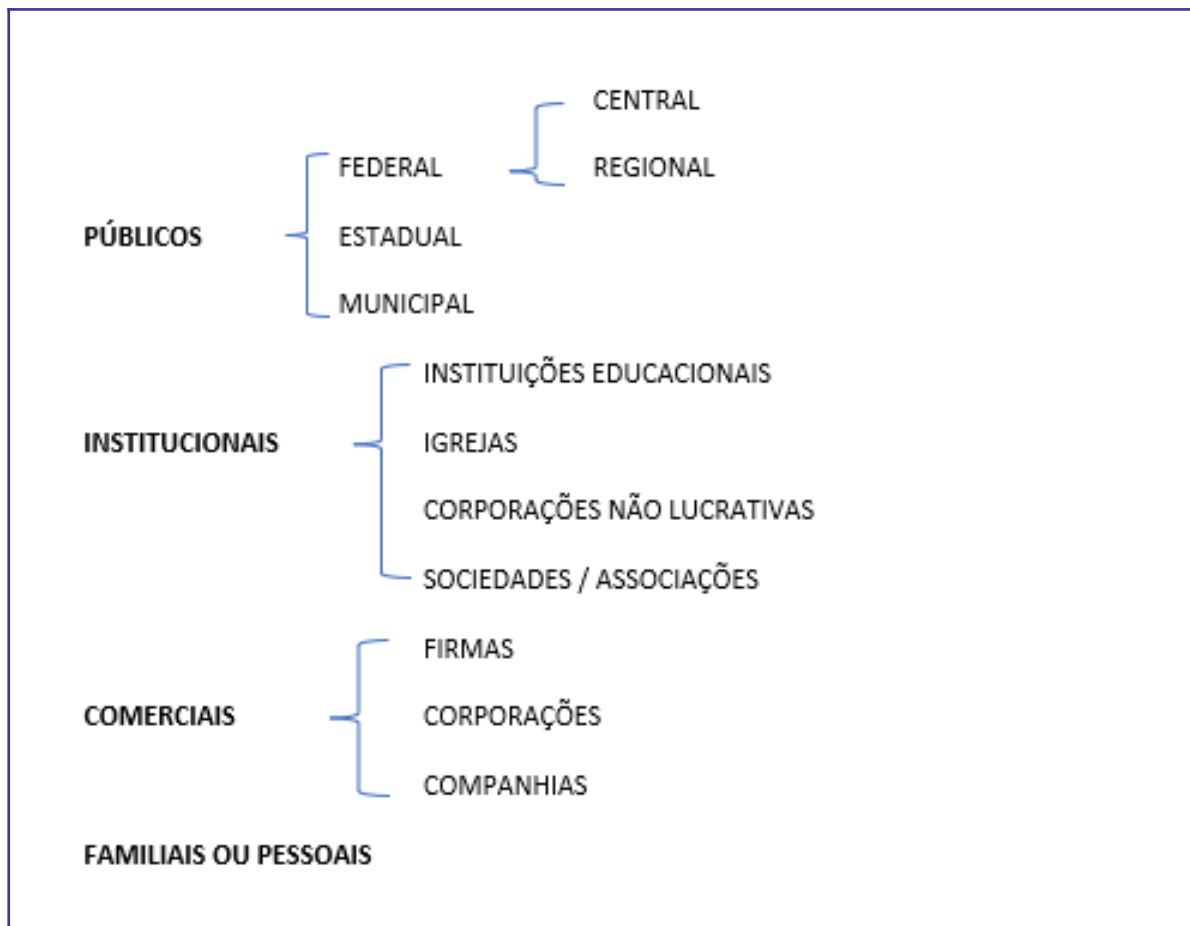 CENTRAL
FEDERAL
REGIONAL
PÚBLICOS
ESTADUAL
MUNICIPAL
INSTITUIÇÕES EDUCACIONAIS
INSTITUCIONAIS
IGREJAS
CORPORAÇÕES NÃO LUCRATIVAS
SOCIEDADES / ASSOCIAÇÕES
FIRMAS
COMERCIAIS
CORPORAÇÕES
COMPANHIAS
FAMILIAIS OU PESSOAIS